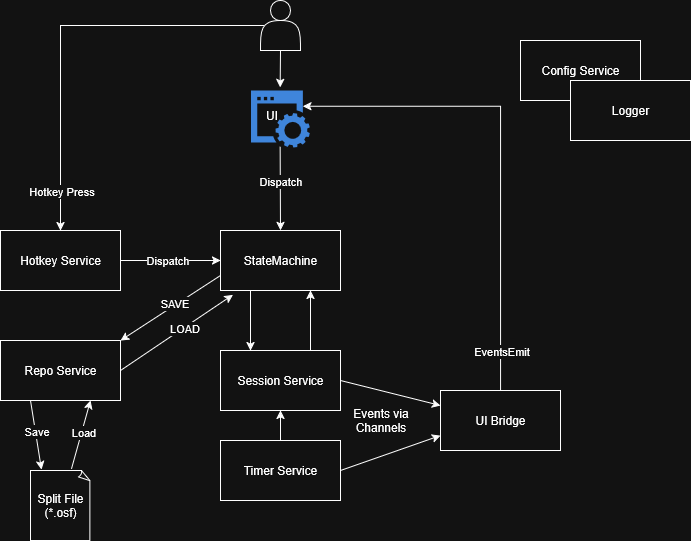 Config Service
Logger
UI
Dispatch
Hotkey Press
Hotkey Service
Dispatch
StateMachine
SAVE
LOAD
EventsEmit
Repo Service
Session Service
Events via
Channels
UI Bridge
Save
Load
Timer Service
Split File
(*.osf)